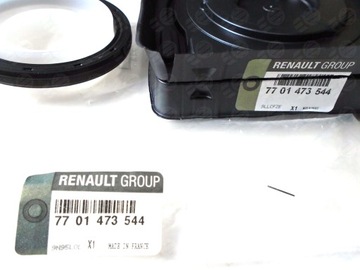 RENAULT GROUP
77 01 473 544
X1
RENAULT GROUP
77 01 473 544
X1 MADE IN FRANCE